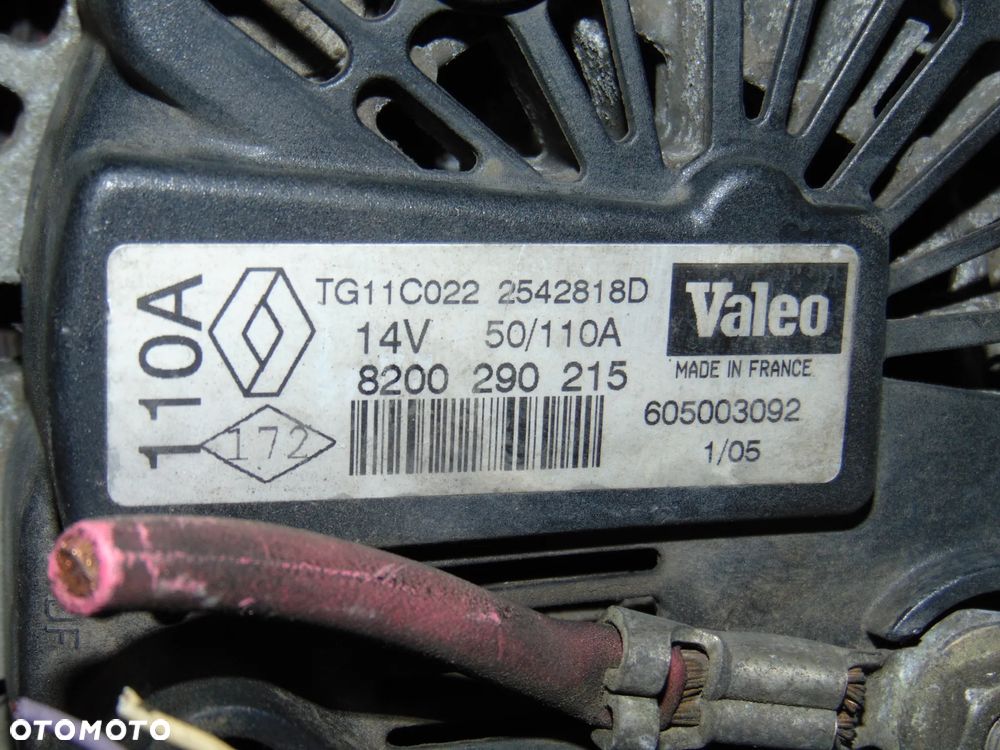 110A
TG11C022 2542818D
14V 50/110A
8200 290 215
172
Valeo
MADE IN FRANCE
605003092
1/05
OTOMOTO